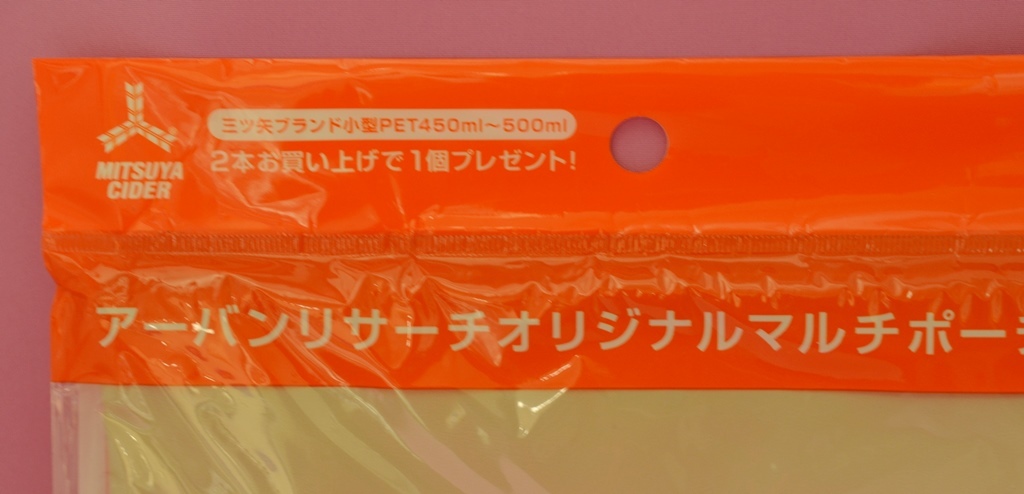 三ツ矢ブランド小型PET450ml～500ml
2本お買い上げで1個プレゼント!
MITSUYA
CIDER
アーバンリサーチオリジナルマルチポー